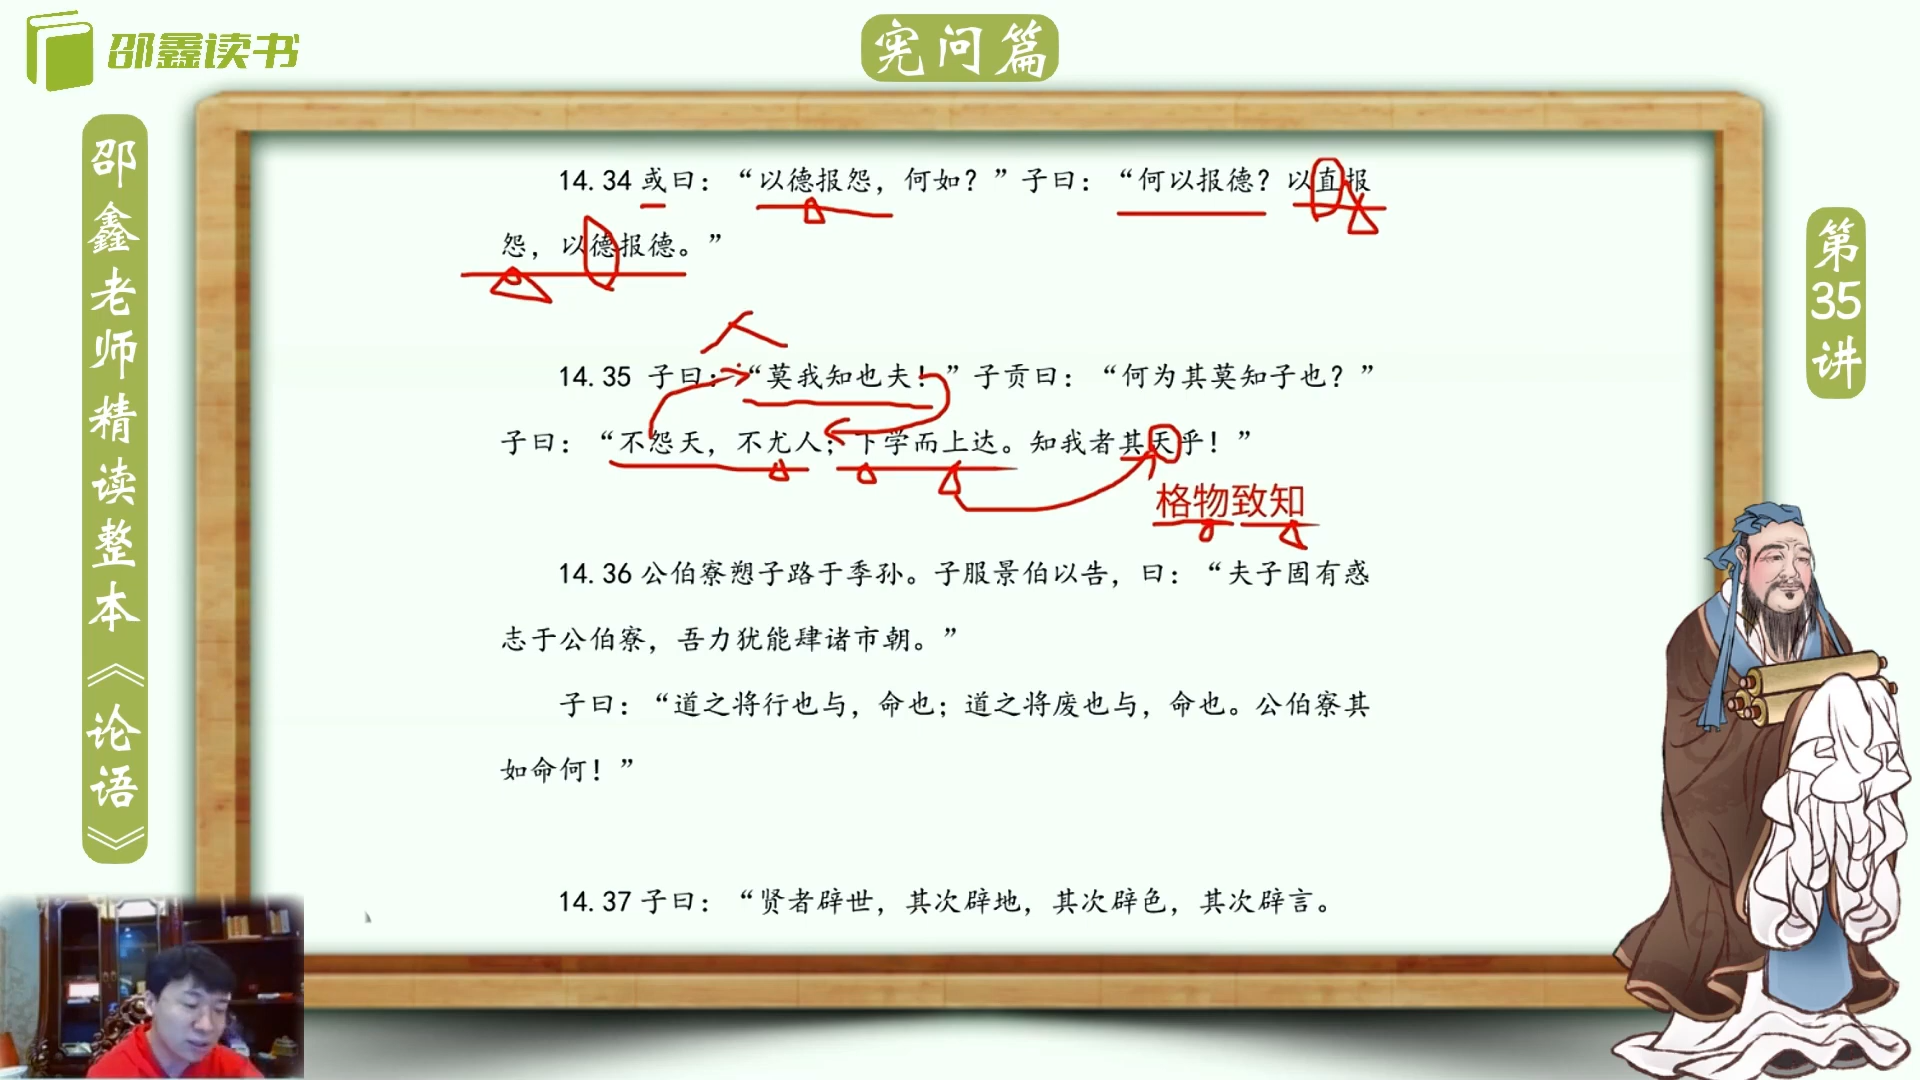 邵鑫读书
宪问篇
邵鑫老师精读整本《论语》
第35讲
14.34 或曰：“以德报怨，何如？”子曰：“何以报德？以直报
怨，以德报德。”
14.35 子曰：“莫我知也夫！”子贡曰：“何为其莫知子也？”
子曰：“不怨天，不尤人；下学而上达。知我者其天乎！”
格物致知
14.36 公伯寮愬子路于季孙。子服景伯以告，曰：“夫子固有惑
志于公伯寮，吾力犹能肆诸市朝。”
子曰：“道之将行也与，命也；道之将废也与，命也。公伯寮其
如命何！”
14.37 子曰：“贤者辟世，其次辟地，其次辟色，其次辟言。